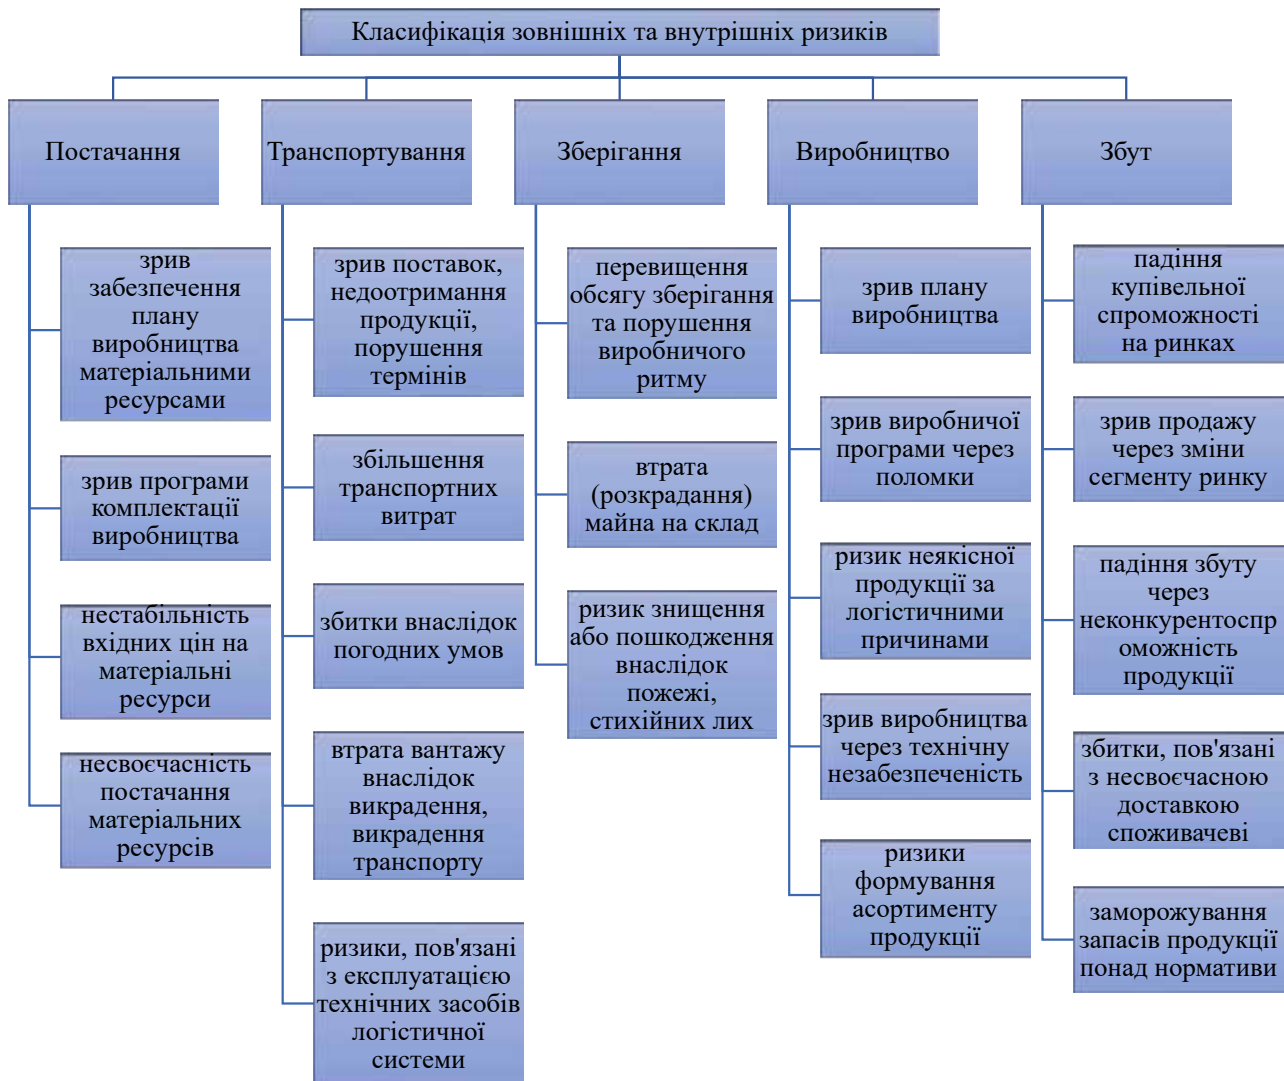 Класифікація зовнішніх та внутрішніх ризиків
Постачання
зрив
забезпечення
плану
виробництва
матеріальними
ресурсами
зрив програми
комплектації
виробництва
нестабільність
вхідних цін на
матеріальні
ресурси
несвоєчасність
постачання
матеріальних
ресурсів
Транспортування
зрив поставок,
недоотримання
продукції,
порушення
термінів
збільшення
транспортних
витрат
збитки внаслідок
погодних умов
втрата вантажу
внаслідок
викрадення,
викрадення
транспорту
ризики, пов'язані
з експлуатацією
технічних засобів
логістичної
системи
Зберігання
перевищення
обсягу зберігання
та порушення
виробничого
ритму
втрата
(розкрадання)
майна на склад
ризик знищення
або пошкодження
внаслідок
пожежі,
стихійних лих
Виробництво
зрив плану
виробництва
зрив виробничої
програми через
поломки
ризик неякісної
продукції за
логістичними
причинами
зрив виробництва
через технічну
незабезпеченість
ризики
формування
асортименту
продукції
Збут
падіння
купівельної
спроможності
на ринках
зрив продажу
через зміни
сегменту ринку
падіння збуту
через
неконкурентоспр
оможність
продукції
збитки, пов'язані
з несвоєчасною
доставкою
споживачеві
заморожування
запасів продукції
понад нормативи